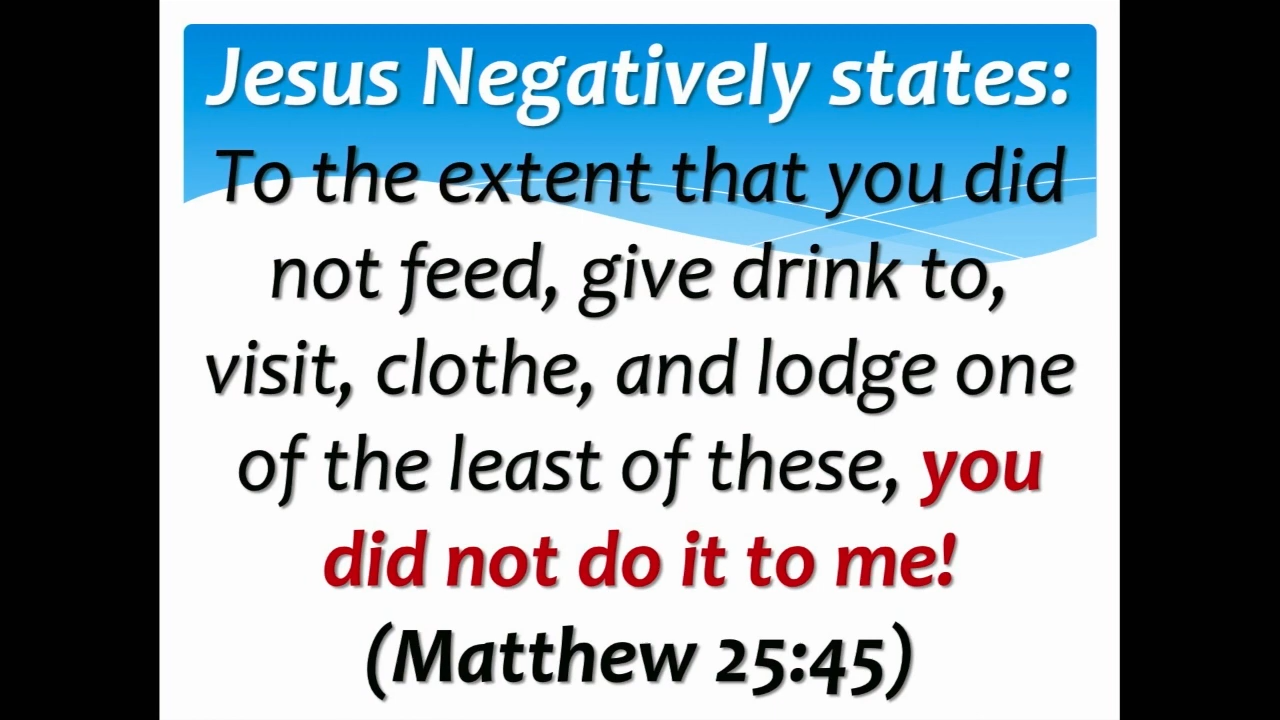 Jesus Negatively states:
To the extent that you did
not feed, give drink to,
visit, clothe, and lodge one
of the least of these, you
did not do it to me!
(Matthew 25:45)